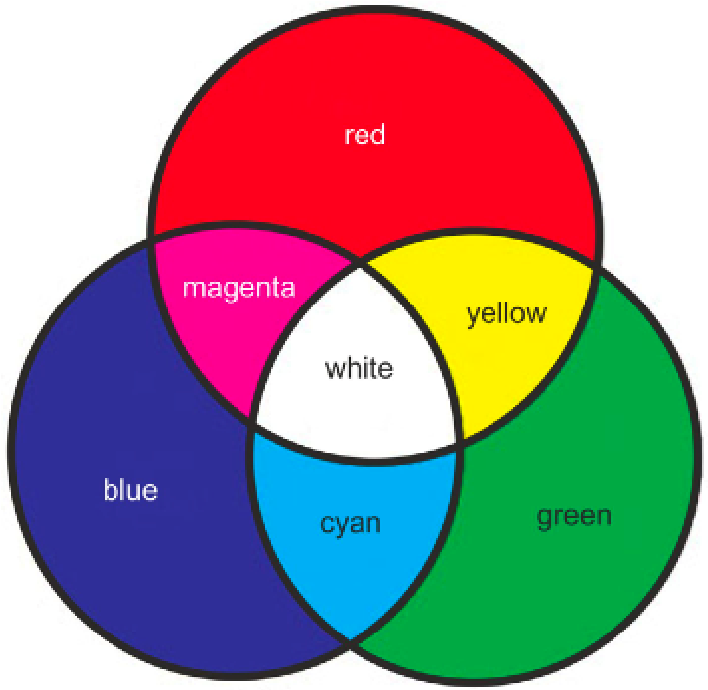 red
magenta
yellow
white
blue
cyan
green